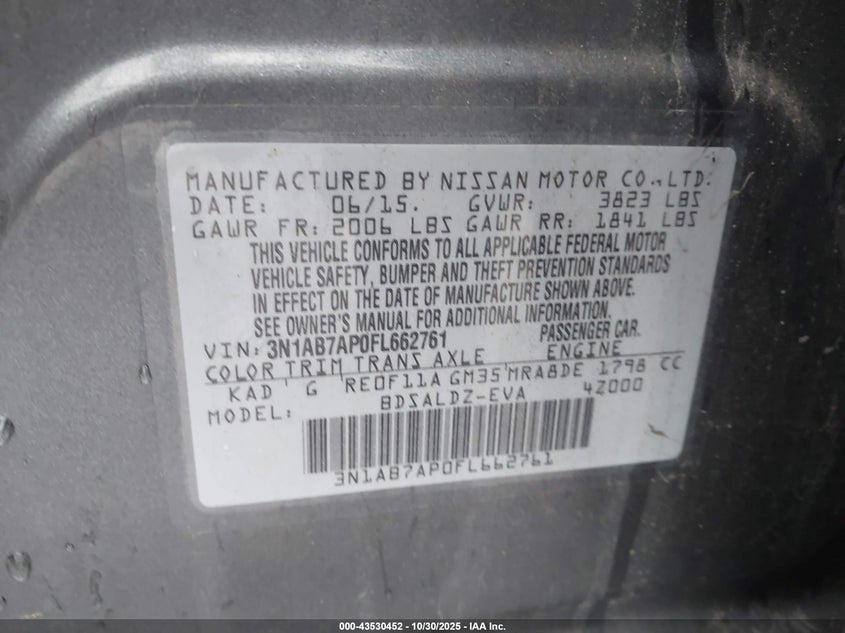 MANUFACTURED BY NISSAN MOTOR CO.,LTD.
DATE: 06/15. GVWR: 3823 LBS
GAWR FR: 2006 LBS GAWR RR: 1841 LBS
THIS VEHICLE CONFORMS TO ALL APPLICABLE FEDERAL MOTOR
VEHICLE SAFETY, BUMPER AND THEFT PREVENTION STANDARDS
IN EFFECT ON THE DATE OF MANUFACTURE SHOWN ABOVE.
SEE OWNER'S MANUAL FOR ADDITIONAL INFORMATION.
VIN: 3N1AB7AP0FL662761 PASSENGER CAR.
COLOR TRIM TRANS AXLE ENGINE
KAD G RE0F11A GM35 MRA8DE 1798 CC
MODEL: BDSALDZ-EVA 4Z000
3N1AB7AP0FL662761
000-43530452 - 10/30/2025 - IAA Inc.